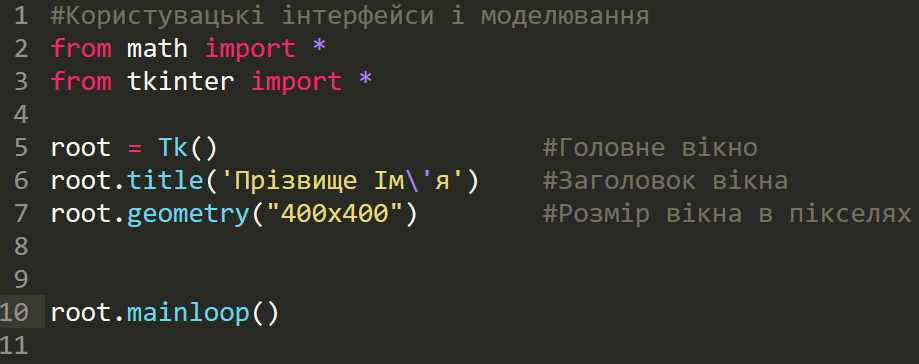 1 #Користувацькі інтерфейси і моделювання
2 from math import *
3 from tkinter import *
4
5 root = Tk() #Головне вікно
6 root.title('Прізвище Ім\'я') #Заголовок вікна
7 root.geometry("400x400") #Розмір вікна в пікселях
8
9
10 root.mainloop()
11